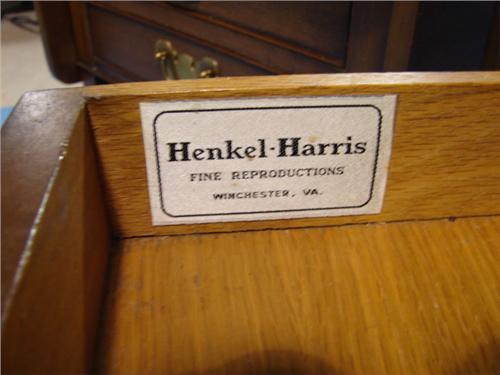 Henkel-Harris
FINE REPRODUCTIONS
WINCHESTER, VA.